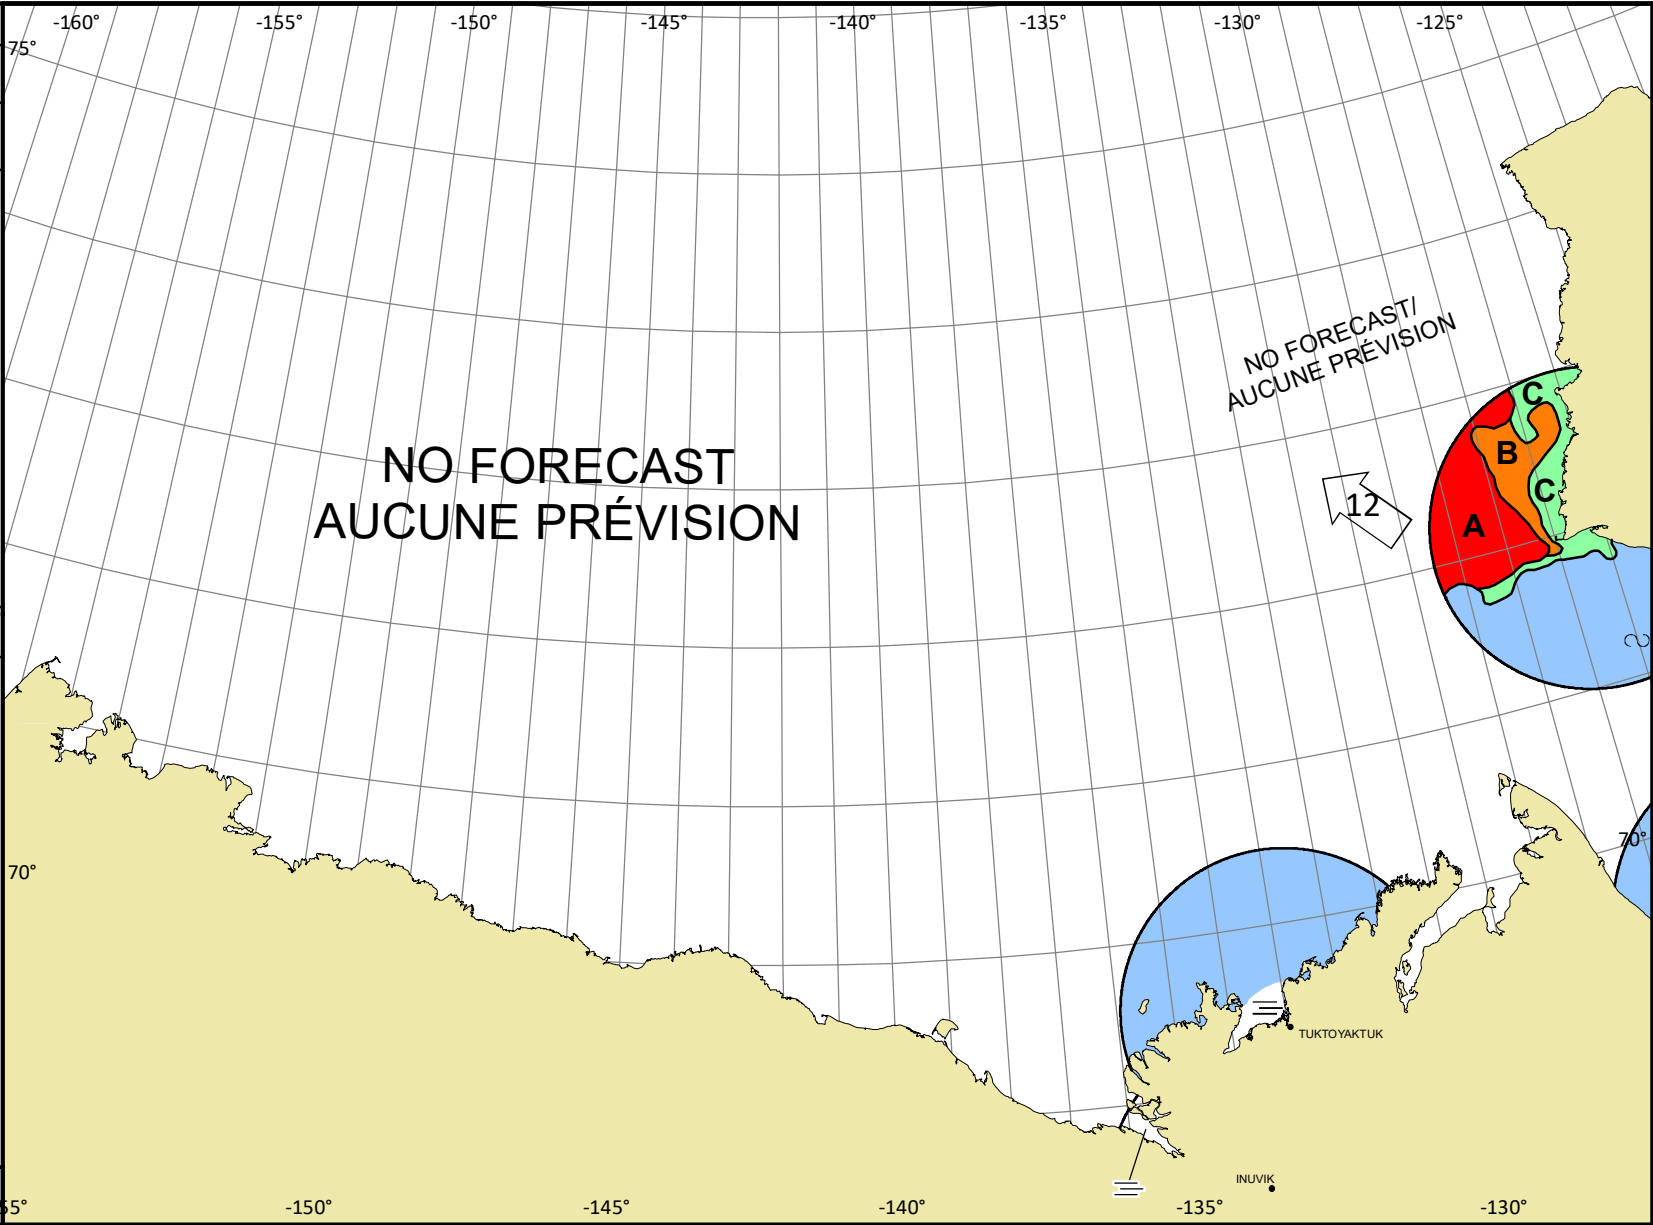 -160° -155° -150° -145° -140° -135° -130° -125°
75°
NO FORECAST/
AUCUNE PRÉVISION
C
B
NO FORECAST
AUCUNE PRÉVISION
C
12
A
70°
70°
TUKTOYAKTUK
INUVIK
55° -150° -145° -140° -135° -130°